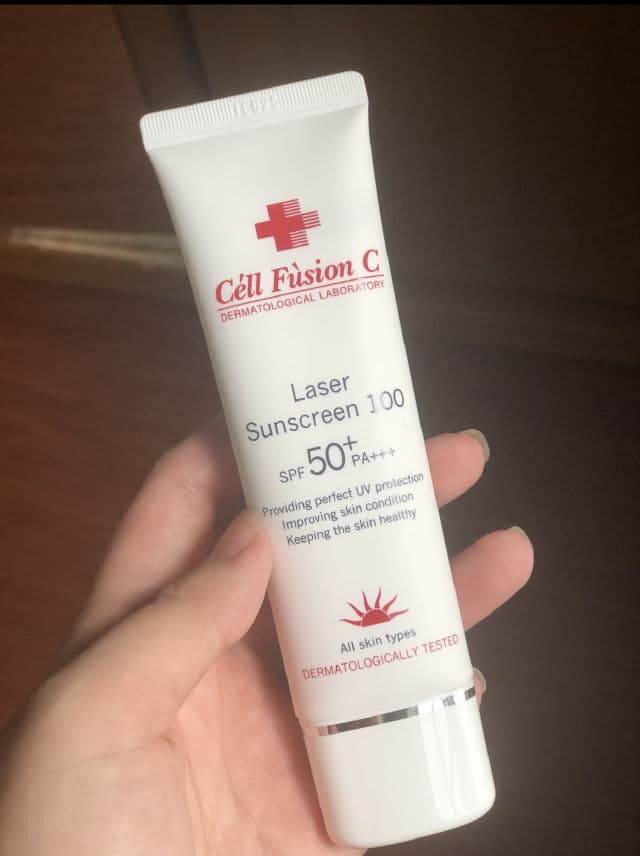 Céll Fùsion C
DERMATOLOGICAL LABORATORY
Laser
Sunscreen 100
SPF 50+ PA+++
Providing perfect UV protection
Improving skin condition
Keeping the skin healthy
All skin types
DERMATOLOGICALLY TESTED